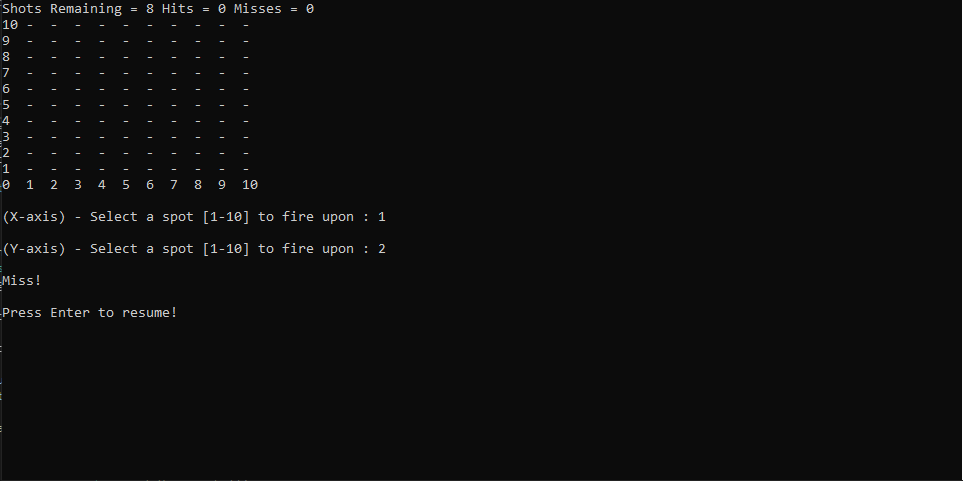 Shots Remaining = 8 Hits = 0 Misses = 0
10 -  -  -  -  -  -  -  -  -  -
9  -  -  -  -  -  -  -  -  -  -
8  -  -  -  -  -  -  -  -  -  -
7  -  -  -  -  -  -  -  -  -  -
6  -  -  -  -  -  -  -  -  -  -
5  -  -  -  -  -  -  -  -  -  -
4  -  -  -  -  -  -  -  -  -  -
3  -  -  -  -  -  -  -  -  -  -
2  -  -  -  -  -  -  -  -  -  -
1  -  -  -  -  -  -  -  -  -  -
0  1  2  3  4  5  6  7  8  9  10
(X-axis) - Select a spot [1-10] to fire upon : 1
(Y-axis) - Select a spot [1-10] to fire upon : 2
Miss!
Press Enter to resume!